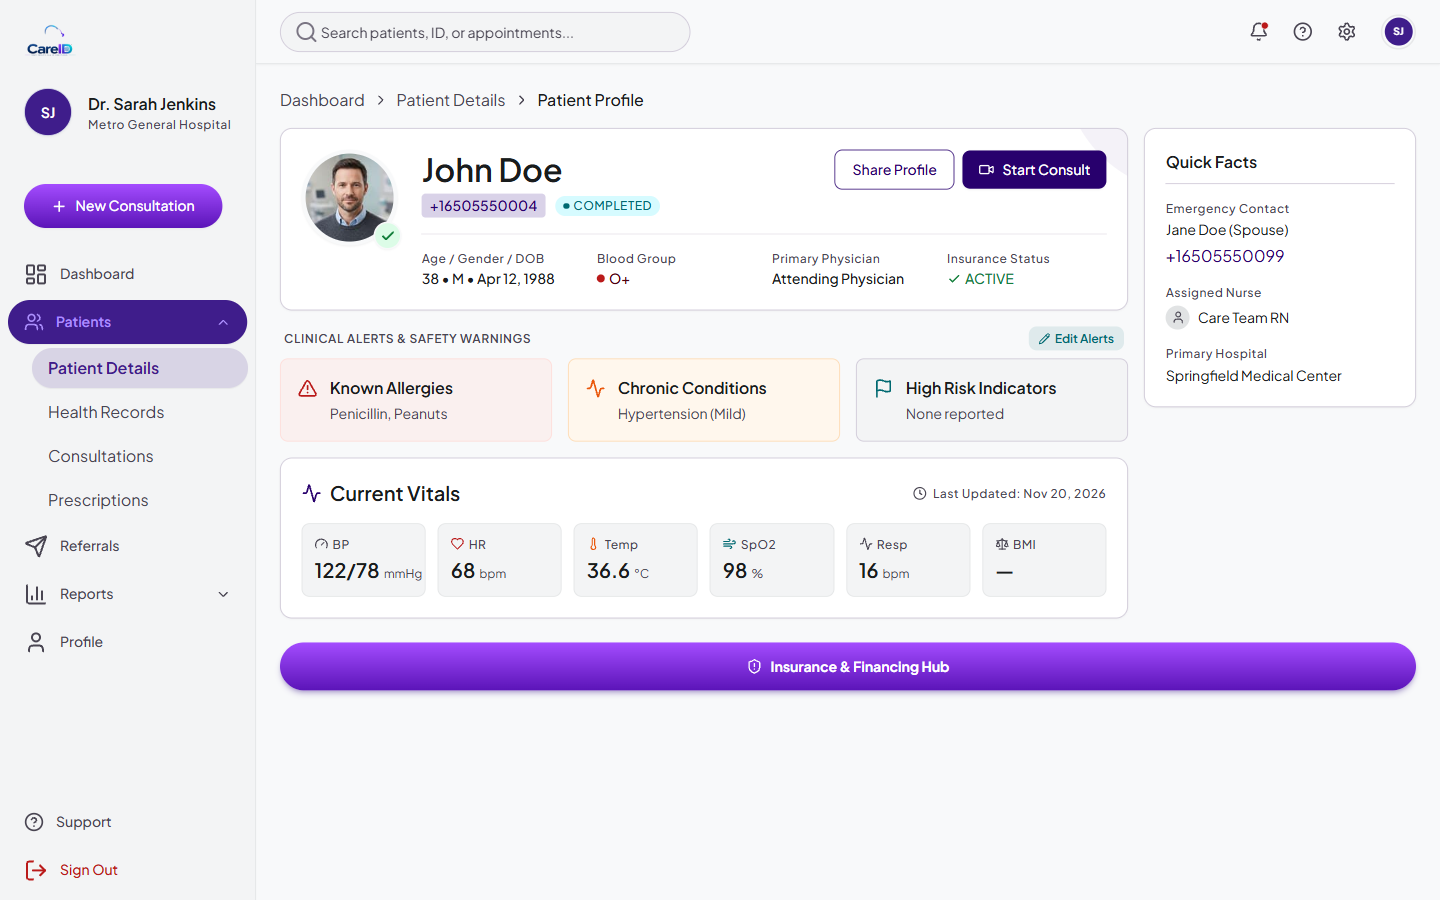 CareID
SJ
Dr. Sarah Jenkins
Metro General Hospital
New Consultation
Dashboard
Patients
Patient Details
Health Records
Consultations
Prescriptions
Referrals
Reports
Profile
Support
Sign Out
Search patients, ID, or appointments...
SJ
Dashboard > Patient Details > Patient Profile
John Doe
Share Profile
Start Consult
+16505550004
COMPLETED
Age / Gender / DOB
38 • M • Apr 12, 1988
Blood Group
O+
Primary Physician
Attending Physician
Insurance Status
ACTIVE
CLINICAL ALERTS & SAFETY WARNINGS
Edit Alerts
Known Allergies
Penicillin, Peanuts
Chronic Conditions
Hypertension (Mild)
High Risk Indicators
None reported
Current Vitals
Last Updated: Nov 20, 2026
BP
122/78 mmHg
HR
68 bpm
Temp
36.6 °C
SpO2
98 %
Resp
16 bpm
BMI
—
Quick Facts
Emergency Contact
Jane Doe (Spouse)
+16505550099
Assigned Nurse
Care Team RN
Primary Hospital
Springfield Medical Center
Insurance & Financing Hub